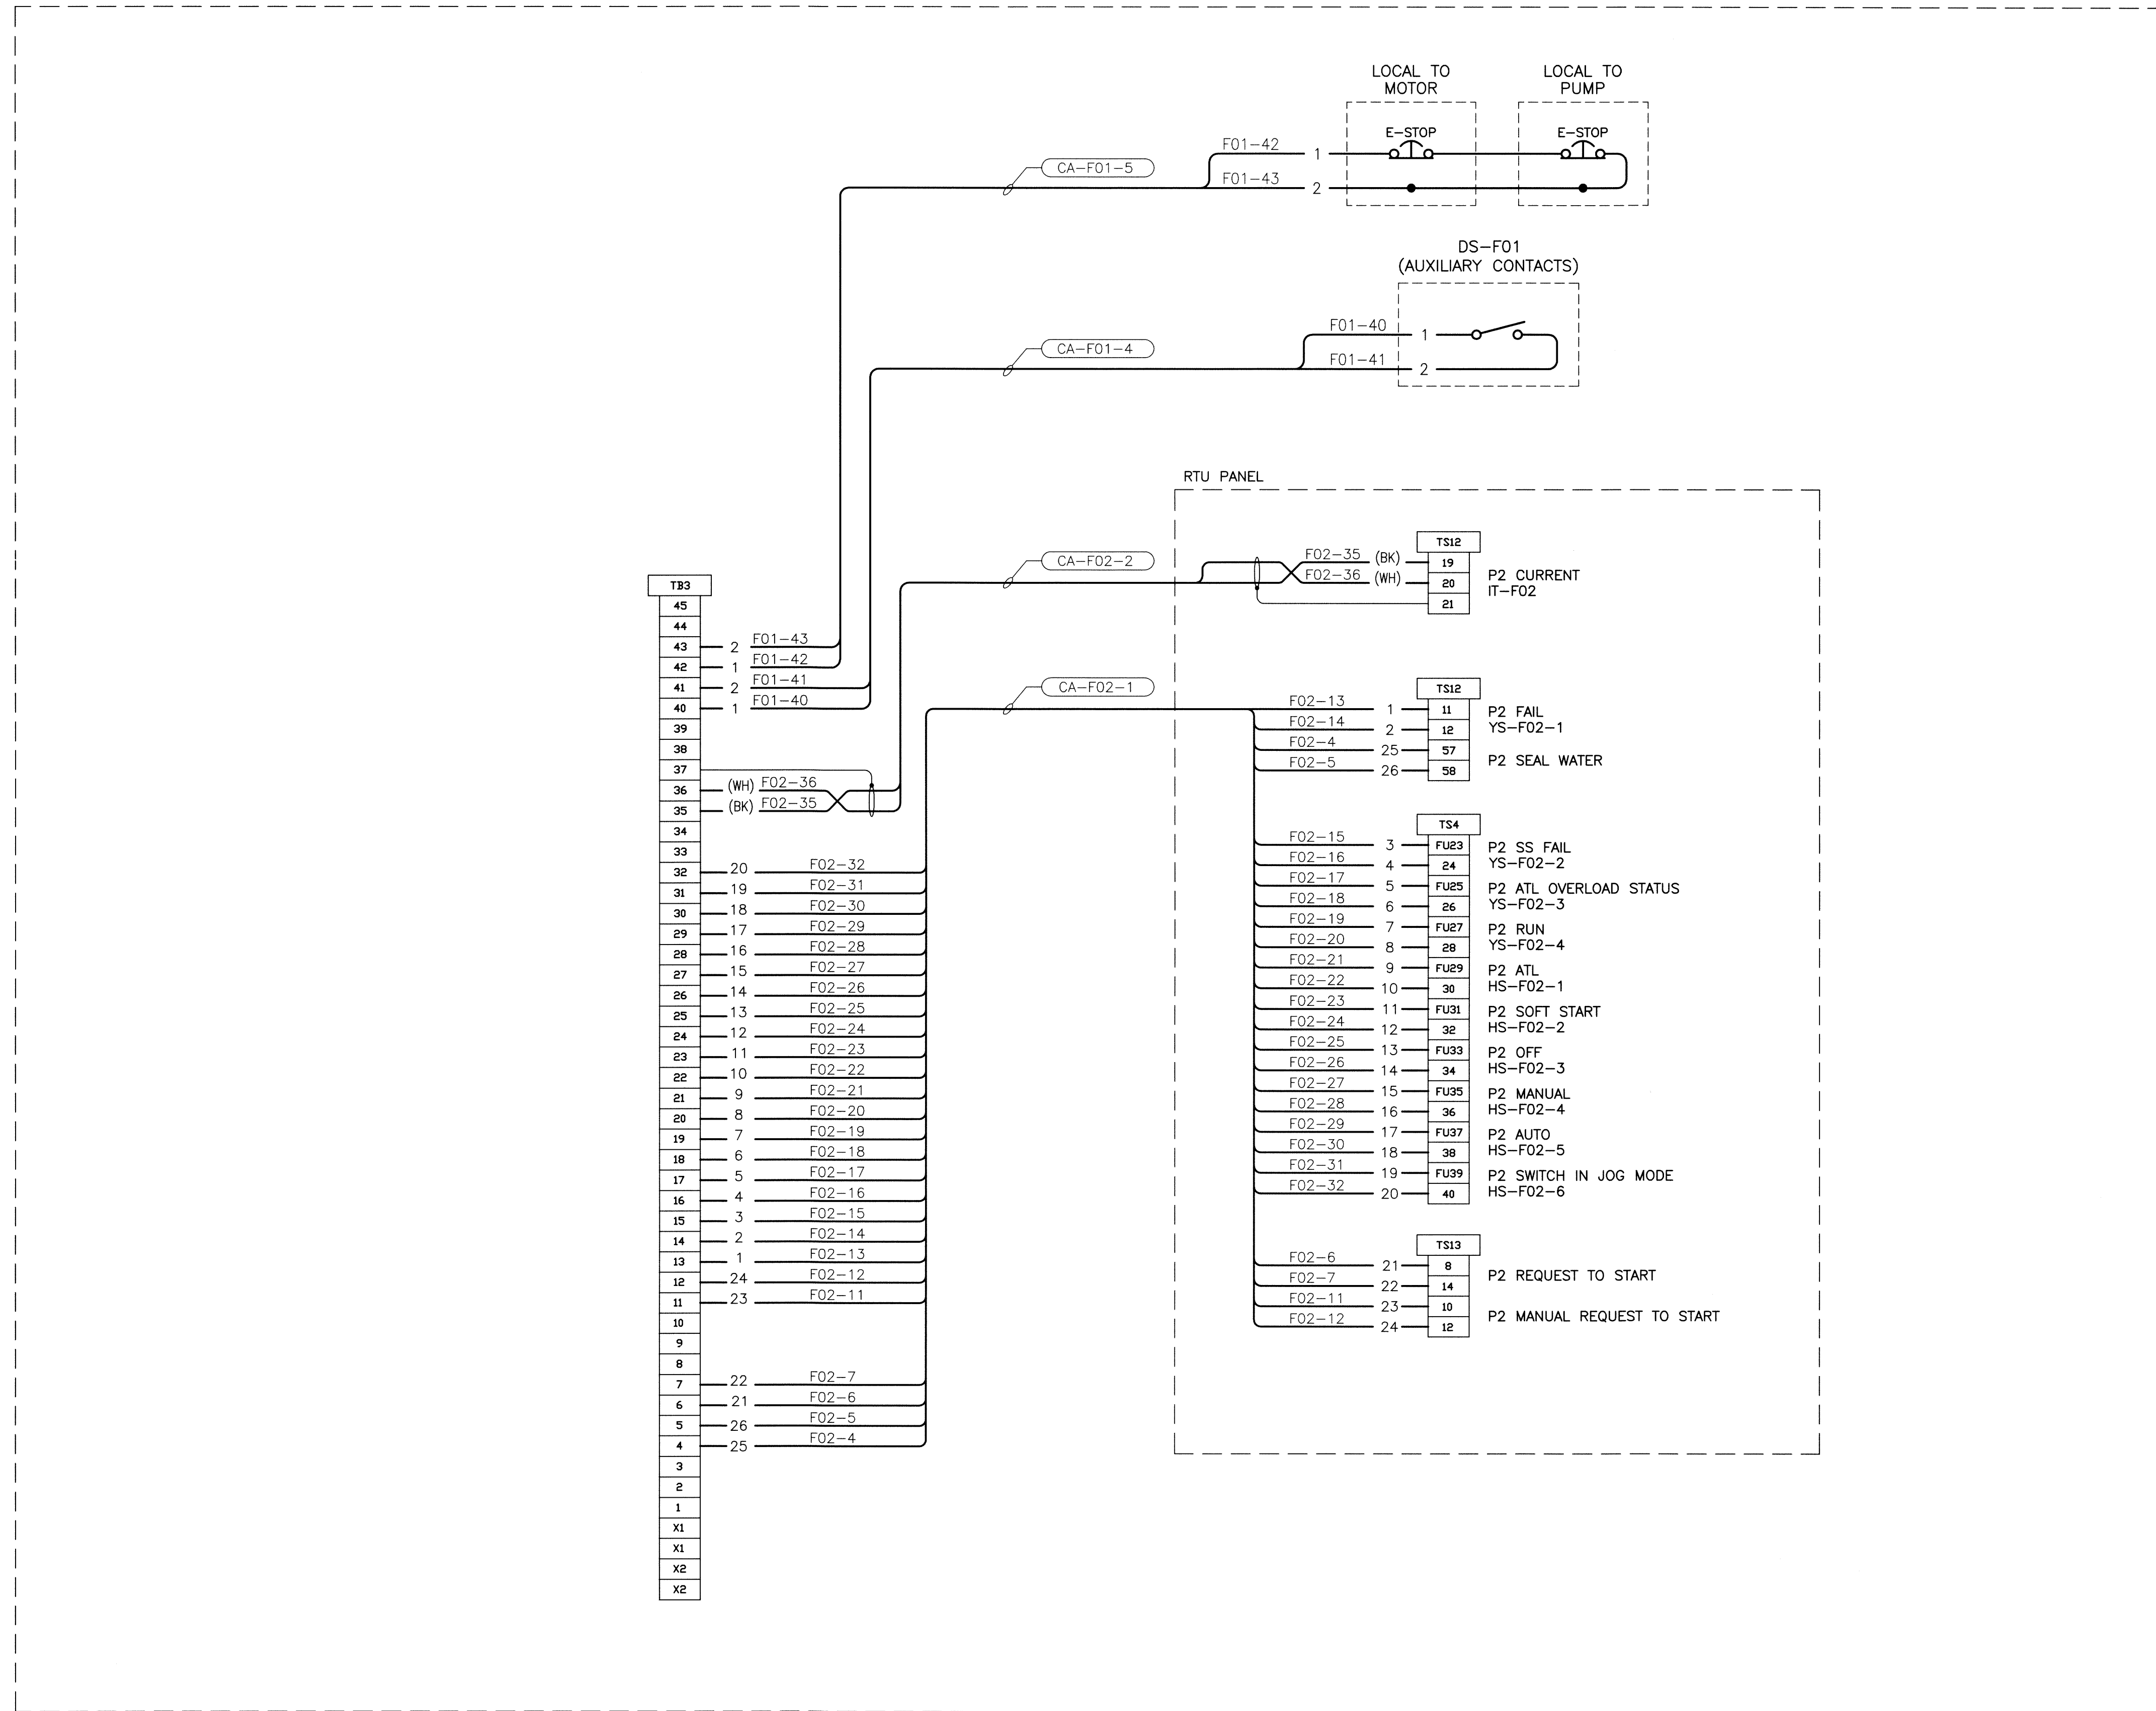 LOCAL TO
MOTOR
LOCAL TO
PUMP
E-STOP
E-STOP
F01-42
1
CA-F01-5
F01-43
2
DS-F01
(AUXILIARY CONTACTS)
F01-40
1
CA-F01-4
F01-41
2
RTU PANEL
TS12
CA-F02-2
F02-35 (BK) 19
F02-36 (WH) 20
21
P2 CURRENT
IT-F02
TB3
45
44
43 2 F01-43
42 1 F01-42
41 2 F01-41
40 1 F01-40
39
38
37
36 (WH) F02-36
35 (BK) F02-35
34
33
32 20 F02-32
31 19 F02-31
30 18 F02-30
29 17 F02-29
28 16 F02-28
27 15 F02-27
26 14 F02-26
25 13 F02-25
24 12 F02-24
23 11 F02-23
22 10 F02-22
21 9 F02-21
20 8 F02-20
19 7 F02-19
18 6 F02-18
17 5 F02-17
16 4 F02-16
15 3 F02-15
14 2 F02-14
13 1 F02-13
12 24 F02-12
11 23 F02-11
10
9
8
7 22 F02-7
6 21 F02-6
5 26 F02-5
4 25 F02-4
3
2
1
X1
X1
X2
X2
CA-F02-1
TS12
F02-13 1 11
F02-14 2 12
F02-4 25 57
F02-5 26 58
P2 FAIL
YS-F02-1
P2 SEAL WATER
TS4
F02-15 3 FU23
F02-16 4 24
F02-17 5 FU25
F02-18 6 26
F02-19 7 FU27
F02-20 8 28
F02-21 9 FU29
F02-22 10 30
F02-23 11 FU31
F02-24 12 32
F02-25 13 FU33
F02-26 14 34
F02-27 15 FU35
F02-28 16 36
F02-29 17 FU37
F02-30 18 38
F02-31 19 FU39
F02-32 20 40
P2 SS FAIL
YS-F02-2
P2 ATL OVERLOAD STATUS
YS-F02-3
P2 RUN
YS-F02-4
P2 ATL
HS-F02-1
P2 SOFT START
HS-F02-2
P2 OFF
HS-F02-3
P2 MANUAL
HS-F02-4
P2 AUTO
HS-F02-5
P2 SWITCH IN JOG MODE
HS-F02-6
TS13
F02-6 21 8
F02-7 22 14
F02-11 23 10
F02-12 24 12
P2 REQUEST TO START
P2 MANUAL REQUEST TO START